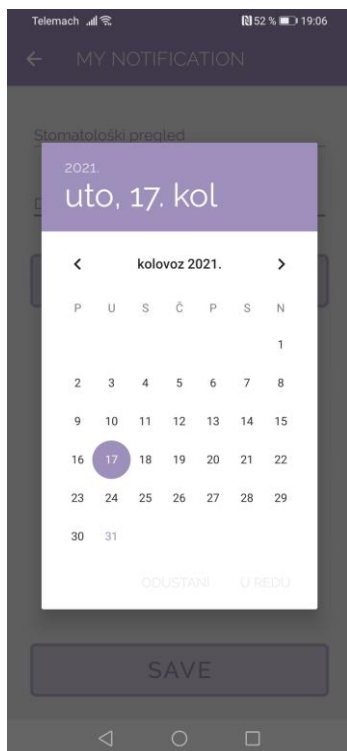 Telemach 52 % 19:06
MY NOTIFICATION
Stomatološki pregled
2021.
uto, 17. kol
kolovoz 2021.
P U S Č P S N
1
2 3 4 5 6 7 8
9 10 11 12 13 14 15
16 17 18 19 20 21 22
23 24 25 26 27 28 29
30 31
ODUSTANI U REDU
SAVE